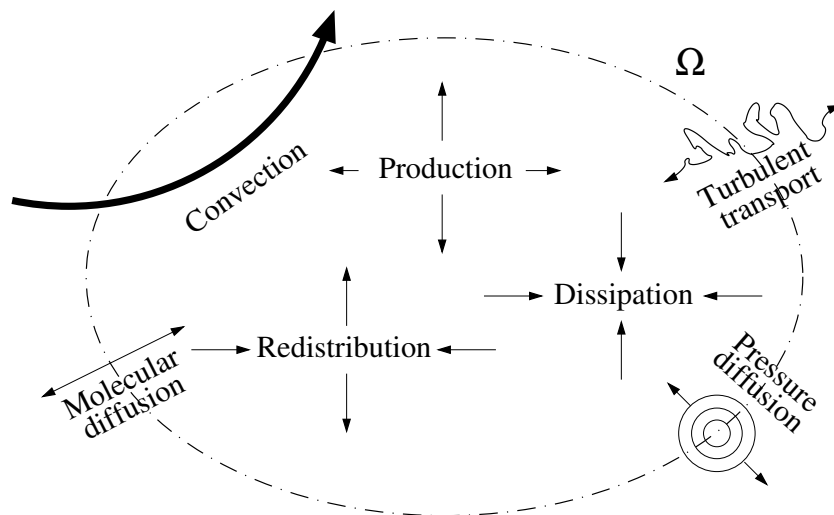 Ω
Production
Convection
Turbulent
transport
Dissipation
Redistribution
Molecular
diffusion
Pressure
diffusion